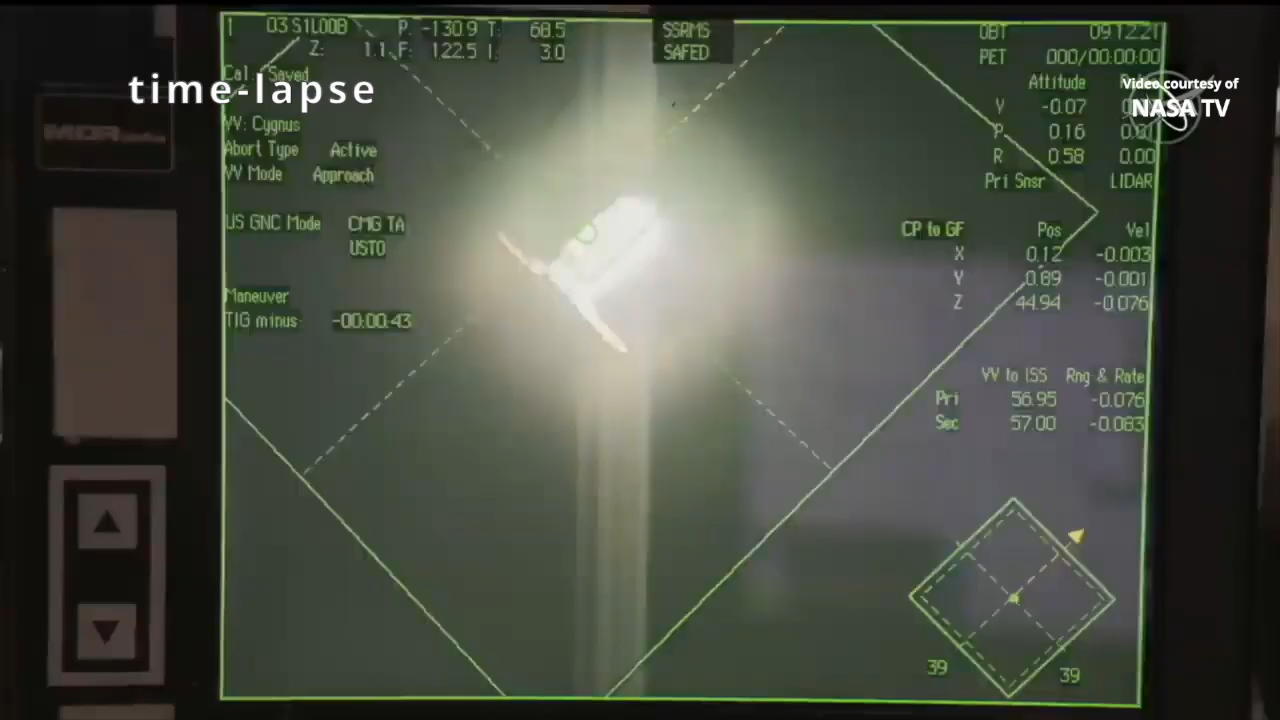 1 03 S1LOOB P: -130.9 T: 68.5
Z: 1.1 F: 122.5 I: 3.0
SSRMS
SAFED
OBT 09:12:21
PET 000/00:00:00
Cal Saved
time-lapse
Video courtesy of
NASA TV
VV: Cygnus
Abort Type Active
VV Mode Approach
US GNC Mode CMG TA
USTO
Maneuver
TIG minus: -00:00:43
Attitude
Y -0.07
P 0.16 0.01
R 0.58 0.00
Pri Snsr LIDAR
CP to GF Pos Vel
X 0.12 -0.003
Y 0.89 -0.001
Z 44.94 -0.076
VV to ISS Rng & Rate
Pri 56.95 -0.076
Sec 57.00 -0.083
39 39